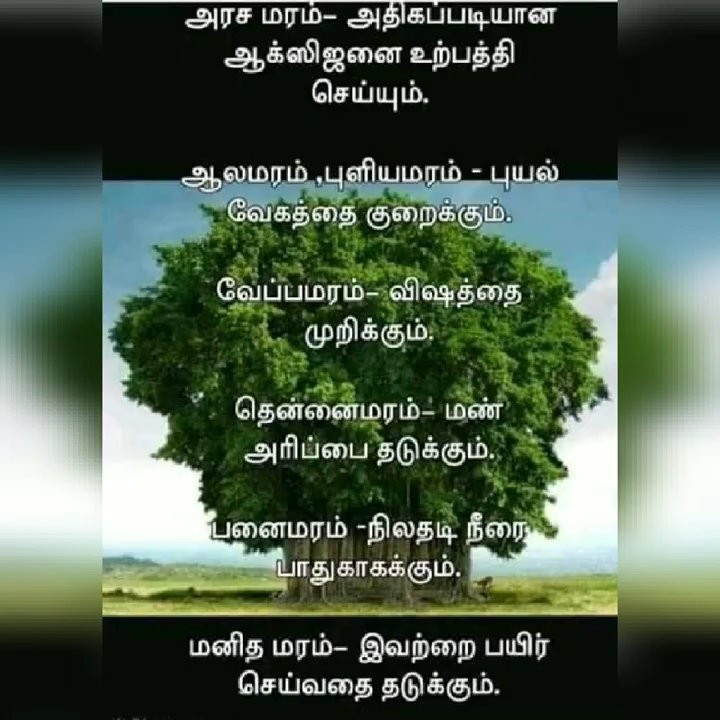 அரச மரம்– அதிகப்படியான
ஆக்ஸிஜனை உற்பத்தி
செய்யும்.
ஆலமரம் ,புளியமரம் - புயல்
வேகத்தை குறைக்கும்.
வேப்பமரம்– விஷத்தை
முறிக்கும்.
தென்னைமரம்– மண்
அரிப்பை தடுக்கும்.
பனைமரம் -நிலதடி நீரை
பாதுகாகக்கும்.
மனித மரம்– இவற்றை பயிர்
செய்வதை தடுக்கும்.